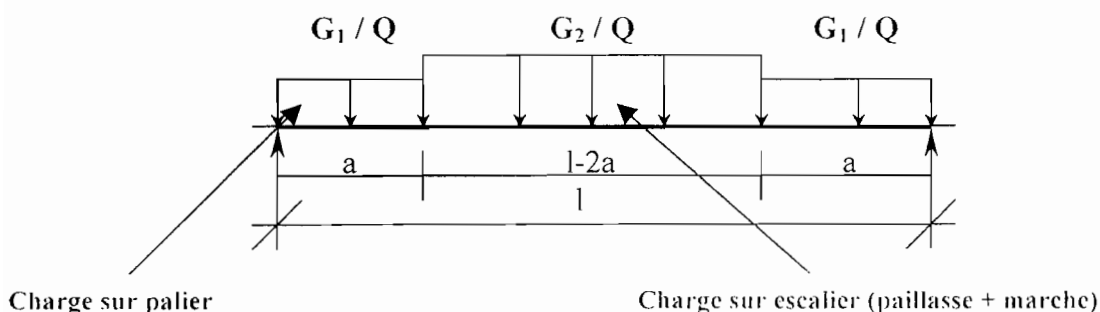 G₁ / Q G₂ / Q G₁ / Q
a l-2a a
l
Charge sur palier Charge sur escalier (paillasse + marche)